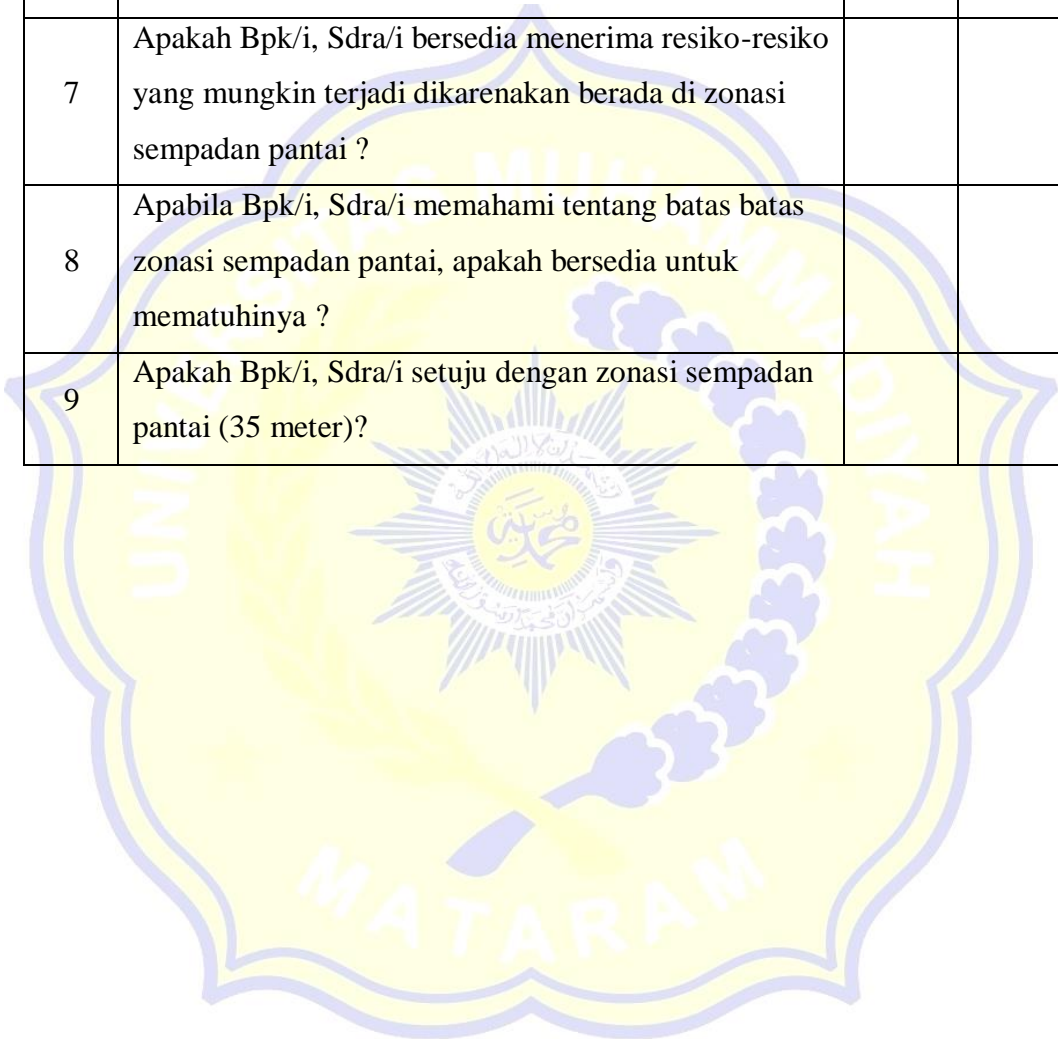 Apakah Bpk/i, Sdra/i bersedia menerima resiko-resiko
7 yang mungkin terjadi dikarenakan berada di zonasi
sempadan pantai ?
Apabila Bpk/i, Sdra/i memahami tentang batas batas
8 zonasi sempadan pantai, apakah bersedia untuk
mematuhinya ?
Apakah Bpk/i, Sdra/i setuju dengan zonasi sempadan
9
pantai (35 meter)?
UNIVERSITAS MUHAMMADIYAH
MATARAM